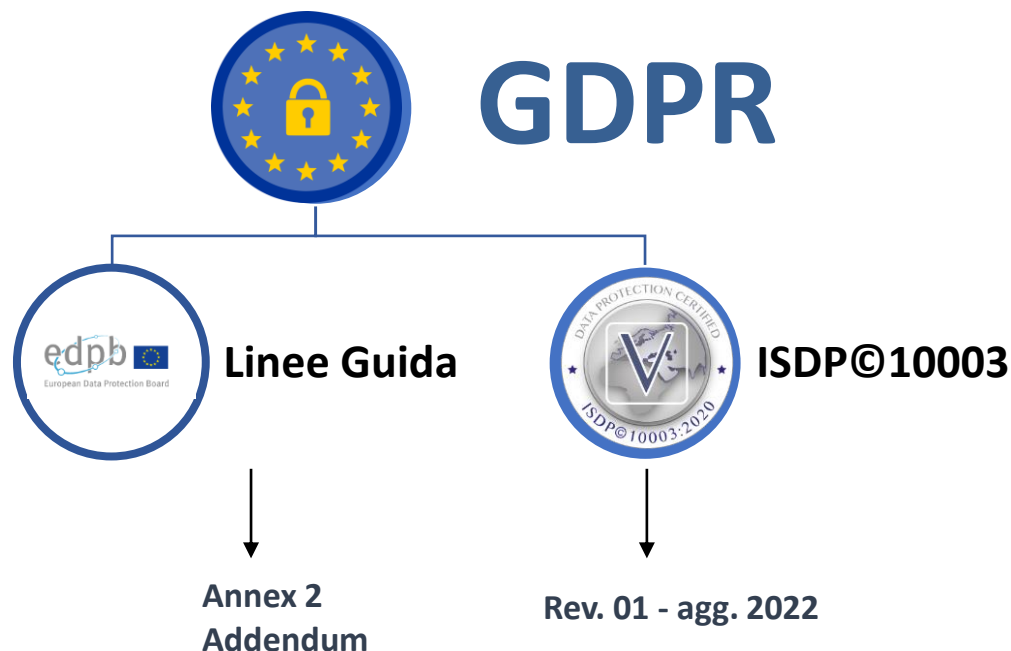 GDPR
edpb
European Data Protection Board
Linee Guida
DATA PROTECTION CERTIFIED
V
ISDP©10003:2020
ISDP©10003
Annex 2
Addendum
Rev. 01 - agg. 2022